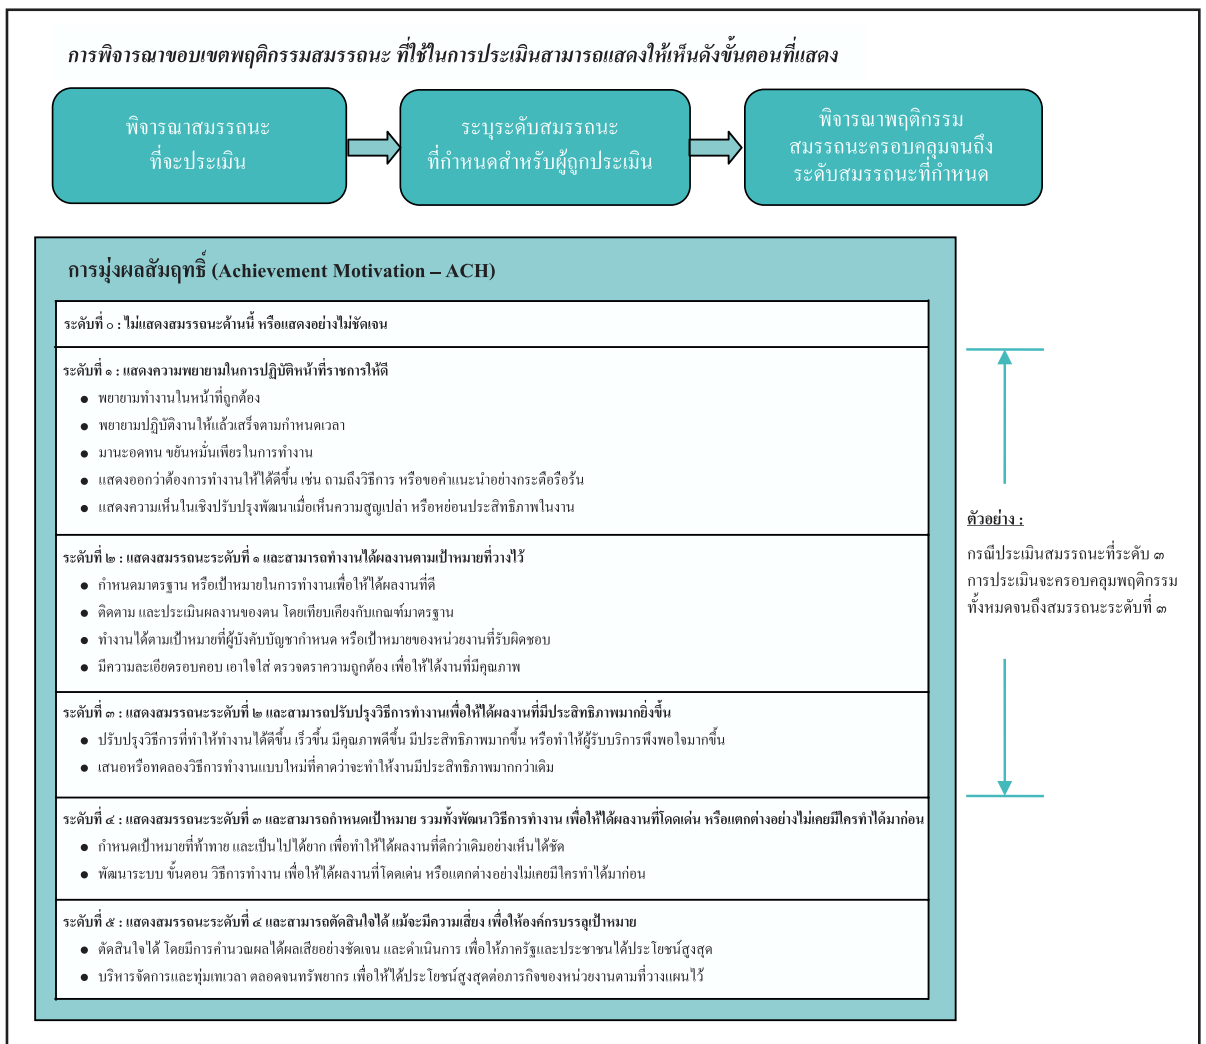 การพิจารณาขอบเขตพฤติกรรมสมรรถนะ ที่ใช้ในการประเมินสามารถแสดงให้เห็นดังขั้นตอนที่แสดง
พิจารณาสมรรถนะ
ที่จะประเมิน
ระบุระดับสมรรถนะ
ที่กำหนดสำหรับผู้ถูกประเมิน
พิจารณาพฤติกรรม
สมรรถนะครอบคลุมจนถึง
ระดับสมรรถนะที่กำหนด
การมุ่งผลสัมฤทธิ์ (Achievement Motivation – ACH)
ระดับที่ ๐ : ไม่แสดงสมรรถนะด้านนี้ หรือแสดงอย่างไม่ชัดเจน
ระดับที่ ๑ : แสดงความพยายามในการปฏิบัติหน้าที่ราชการให้ดี
● พยายามทำงานในหน้าที่ถูกต้อง
● พยายามปฏิบัติงานให้แล้วเสร็จตามกำหนดเวลา
● มานะอดทน ขยันหมั่นเพียรในการทำงาน
● แสดงออกว่าต้องการทำงานให้ได้ดีขึ้น เช่น ถามถึงวิธีการ หรือขอคำแนะนำอย่างกระตือรือร้น
● แสดงความเห็นในเชิงปรับปรุงพัฒนาเมื่อเห็นความสูญเปล่า หรือหย่อนประสิทธิภาพในงาน
ระดับที่ ๒ : แสดงสมรรถนะระดับที่ ๑ และสามารถทำงานได้ผลงานตามเป้าหมายที่วางไว้
● กำหนดมาตรฐาน หรือเป้าหมายในการทำงานเพื่อให้ได้ผลงานที่ดี
● ติดตาม และประเมินผลงานของตน โดยเทียบเคียงกับเกณฑ์มาตรฐาน
● ทำงานได้ตามเป้าหมายที่ผู้บังคับบัญชากำหนด หรือเป้าหมายของหน่วยงานที่รับผิดชอบ
● มีความละเอียดรอบคอบ เอาใจใส่ ตรวจตราความถูกต้อง เพื่อให้ได้งานที่มีคุณภาพ
ระดับที่ ๓ : แสดงสมรรถนะระดับที่ ๒ และสามารถปรับปรุงวิธีการทำงานเพื่อให้ได้ผลงานที่มีประสิทธิภาพมากยิ่งขึ้น
● ปรับปรุงวิธีการที่ทำให้ทำงานได้ดีขึ้น เร็วขึ้น มีคุณภาพดีขึ้น มีประสิทธิภาพมากขึ้น หรือทำให้ผู้รับบริการพึงพอใจมากขึ้น
● เสนอหรือทดลองวิธีการทำงานแบบใหม่ที่คาดว่าจะทำให้งานมีประสิทธิภาพมากกว่าเดิม
ระดับที่ ๔ : แสดงสมรรถนะระดับที่ ๓ และสามารถกำหนดเป้าหมาย รวมทั้งพัฒนาวิธีการทำงาน เพื่อให้ได้ผลงานที่โดดเด่น หรือแตกต่างอย่างไม่เคยมีใครทำได้มาก่อน
● กำหนดเป้าหมายที่ท้าทาย และเป็นไปได้ยาก เพื่อทำให้ได้ผลงานที่ดีกว่าเดิมอย่างเห็นได้ชัด
● พัฒนาระบบ ขั้นตอน วิธีการทำงาน เพื่อให้ได้ผลงานที่โดดเด่น หรือแตกต่างอย่างไม่เคยมีใครทำได้มาก่อน
ระดับที่ ๕ : แสดงสมรรถนะระดับที่ ๔ และสามารถตัดสินใจได้ แม้จะมีความเสี่ยง เพื่อให้องค์กรบรรลุเป้าหมาย
● ตัดสินใจได้ โดยมีการคำนวณผลได้ผลเสียอย่างชัดเจน และดำเนินการ เพื่อให้ภาครัฐและประชาชนได้ประโยชน์สูงสุด
● บริหารจัดการและทุ่มเทเวลา ตลอดจนทรัพยากร เพื่อให้ได้ประโยชน์สูงสุดต่อภารกิจของหน่วยงานตามที่วางแผนไว้
ตัวอย่าง :
กรณีประเมินสมรรถนะที่ระดับ ๓
การประเมินจะครอบคลุมพฤติกรรม
ทั้งหมดจนถึงสมรรถนะระดับที่ ๓